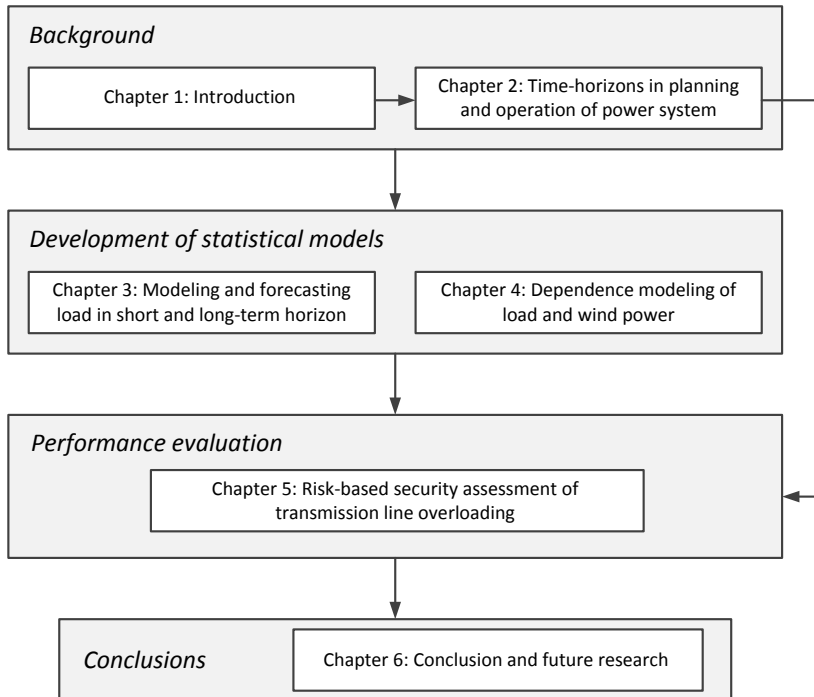 Background
Chapter 1: Introduction
Chapter 2: Time-horizons in planning
and operation of power system
Development of statistical models
Chapter 3: Modeling and forecasting
load in short and long-term horizon
Chapter 4: Dependence modeling of
load and wind power
Performance evaluation
Chapter 5: Risk-based security assessment of
transmission line overloading
Conclusions
Chapter 6: Conclusion and future research